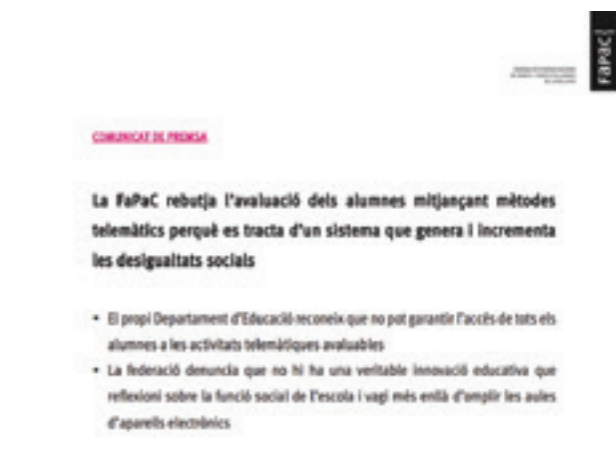 FaPaC
COMUNICAT DE PREMSA
La FaPaC rebutja l'avaluació dels alumnes mitjançant mètodes
telemàtics perquè es tracta d'un sistema que genera i incrementa
les desigualtats socials
• El propi Departament d'Educació reconeix que no pot garantir l'accés de tots els
alumnes a les activitats telemàtiques avaluables
• La federació denuncia que no hi ha una veritable innovació educativa que
reflexioni sobre la funció social de l'escola i vagi més enllà d'omplir les aules
d'aparells electrònics